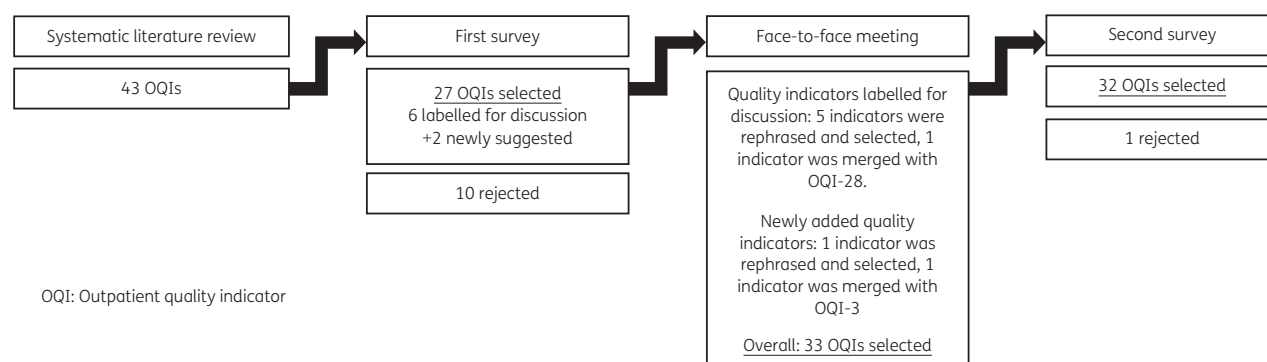 Systematic literature review
43 OQIs
First survey
27 OQIs selected
6 labelled for discussion
+2 newly suggested
10 rejected
Face-to-face meeting
Quality indicators labelled for
discussion: 5 indicators were
rephrased and selected, 1
indicator was merged with
OQI-28.
Newly added quality
indicators: 1 indicator was
rephrased and selected, 1
indicator was merged with
OQI-3
Overall: 33 OQIs selected
Second survey
32 OQIs selected
1 rejected
OQI: Outpatient quality indicator